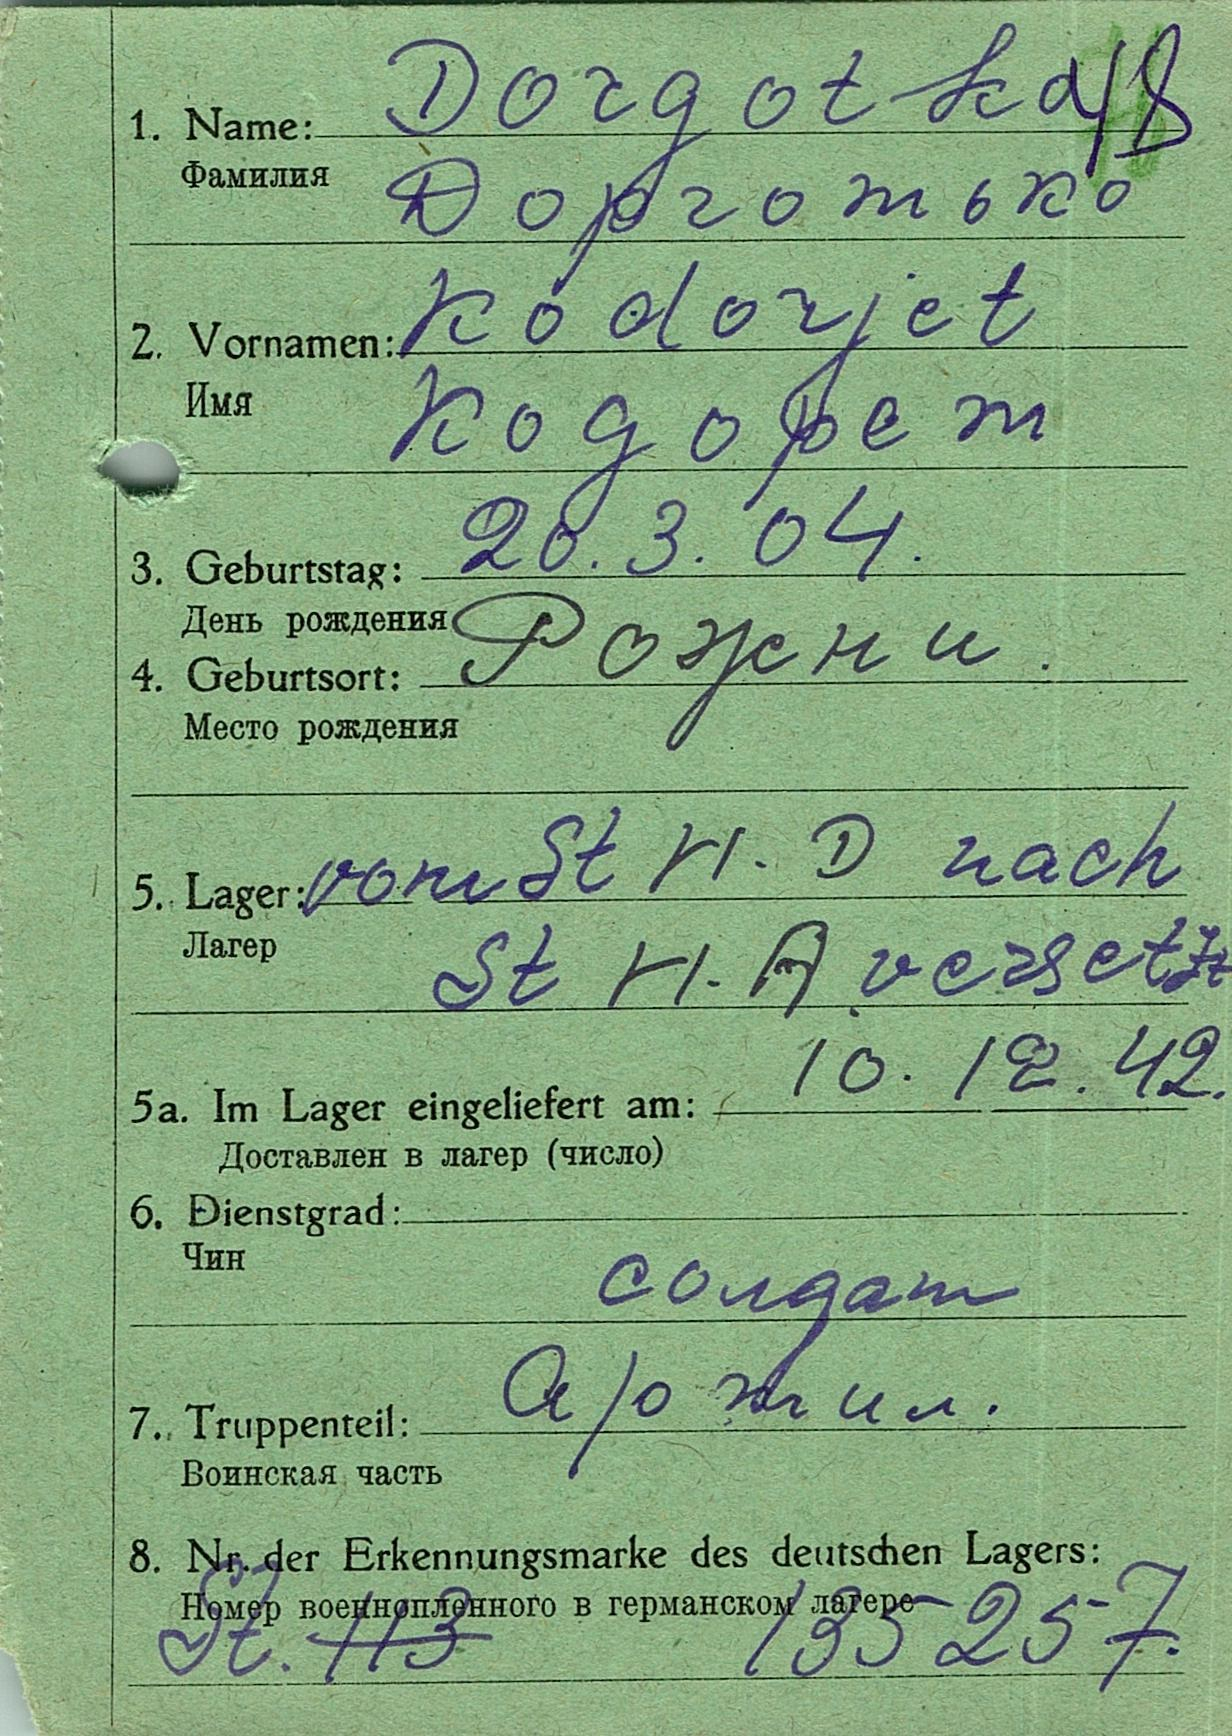 48
1. Name: Dorgotka
Фамилия
Дорготько
2. Vornamen: Kodorjet
Имя
Кодорет
3. Geburtstag: 20.3.04.
День рождения
4. Geburtsort: Рожни.
Место рождения
5. Lager: vom St VI. D nach
Лагер
St VI. A versetzt
10.12.42.
5a. Im Lager eingeliefert am:
Доставлен в лагер (число)
6. Dienstgrad:
Чин
солдат
7. Truppenteil: Артил.
Воинская часть
8. Nr. der Erkennungsmarke des deutschen Lagers:
Номер военнопленного в германском лагере
St. 113 135257.